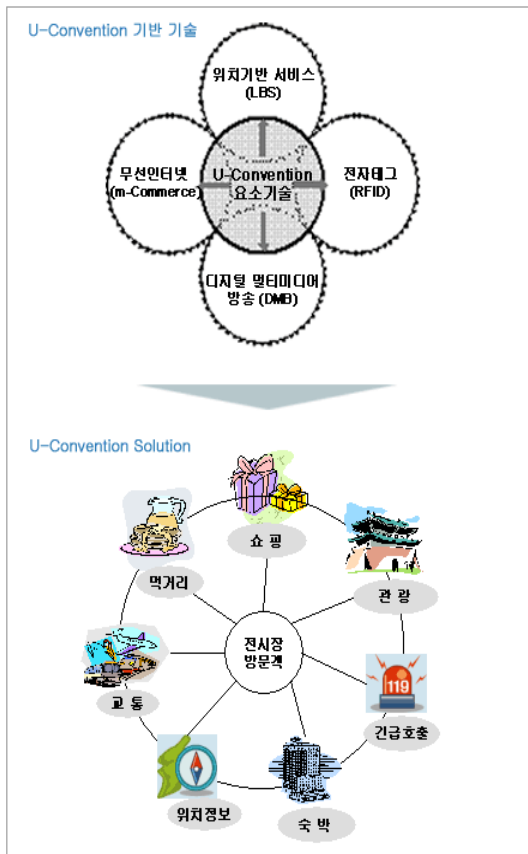 U-Convention 기반 기술
위치기반 서비스
(LBS)
무선인터넷
(m-Commerce)
U-Convention
요소기술
전자태그
(RFID)
디지털 멀티미디어
방송 (DMB)
U-Convention Solution
쇼 핑
먹거리
관 광
전시장
방문객
119
교 통
긴급호출
위치정보
숙 박